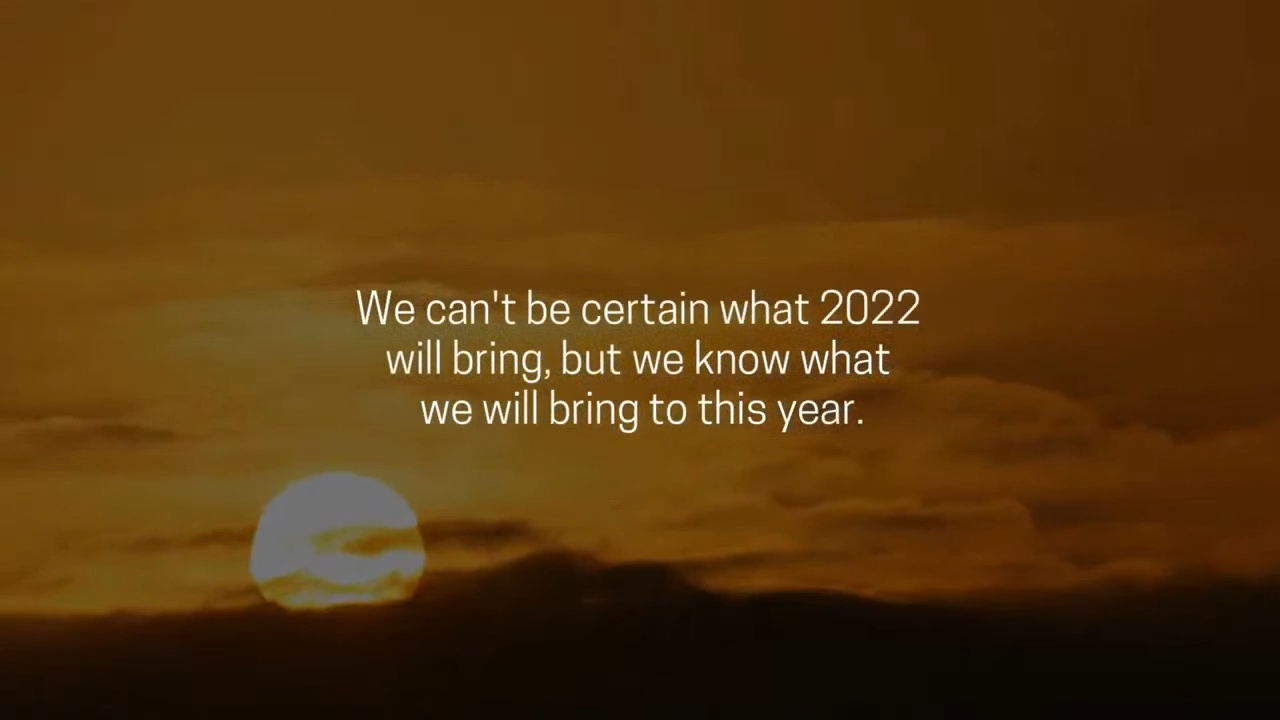 We can't be certain what 2022
will bring, but we know what
we will bring to this year.